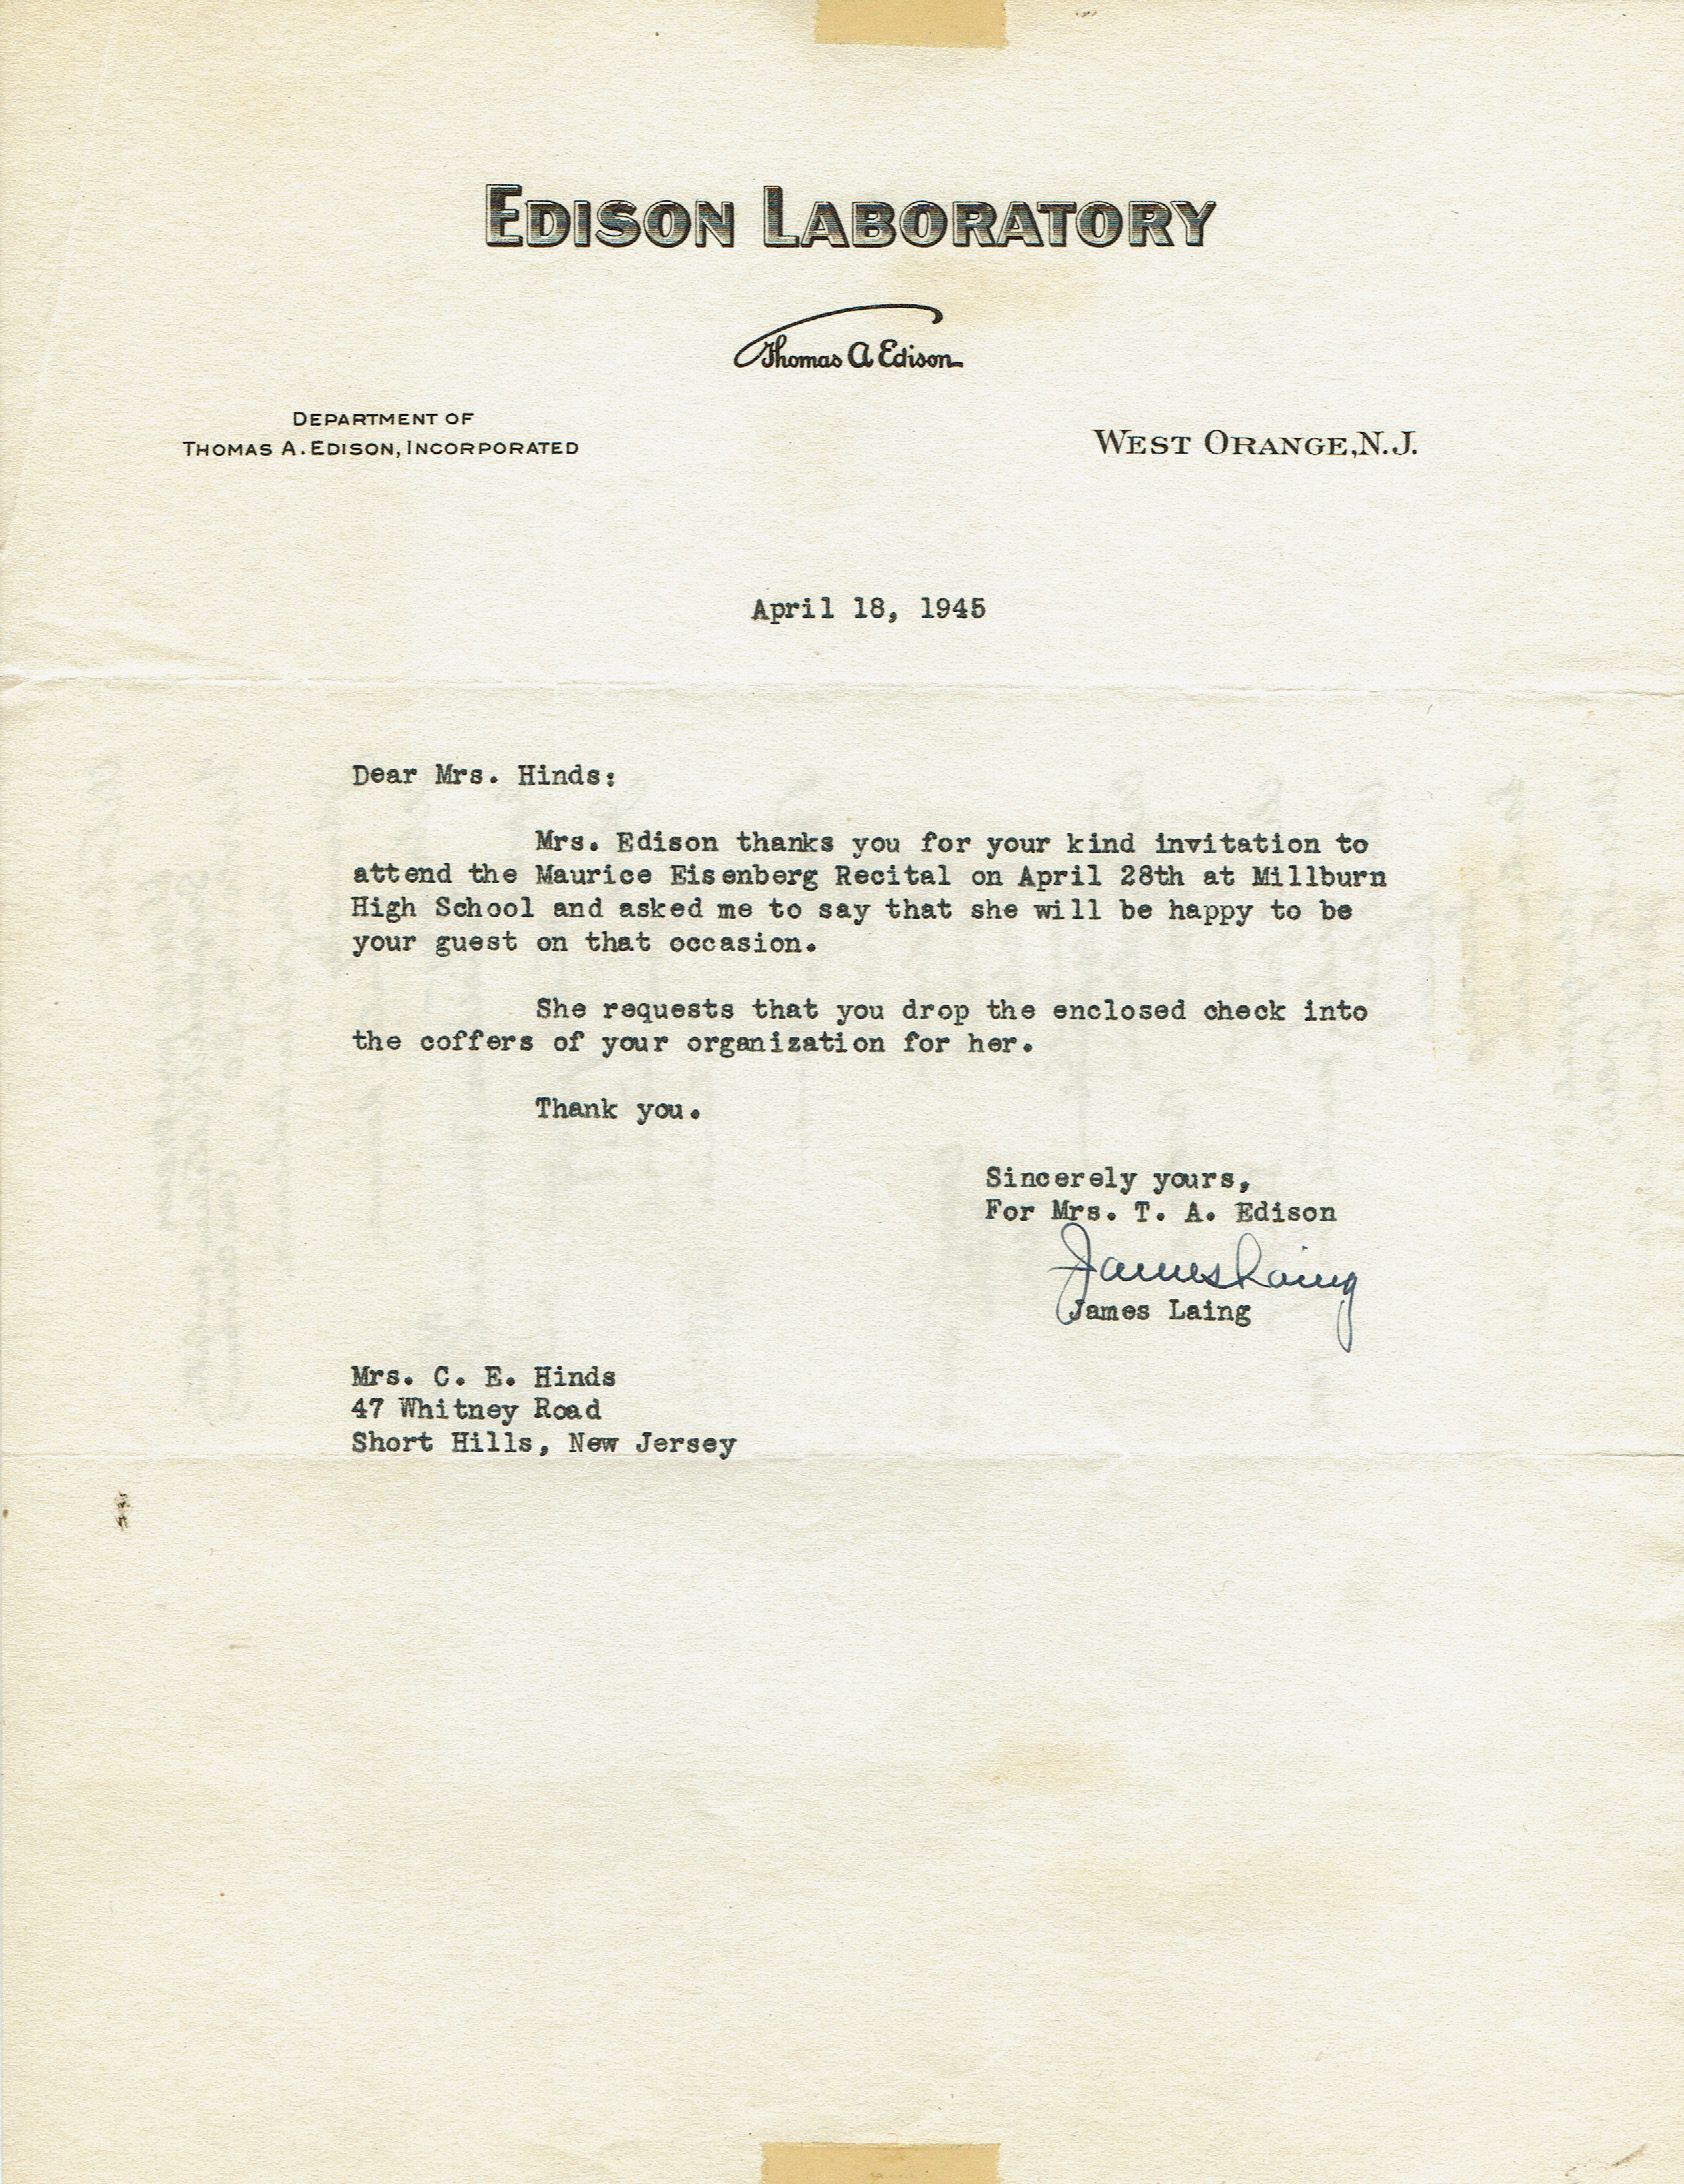 EDISON LABORATORY
Thomas A Edison
DEPARTMENT OF
THOMAS A. EDISON, INCORPORATED
WEST ORANGE, N.J.
April 18, 1945
Dear Mrs. Hinds:
Mrs. Edison thanks you for your kind invitation to
attend the Maurice Eisenberg Recital on April 28th at Millburn
High School and asked me to say that she will be happy to be
your guest on that occasion.
She requests that you drop the enclosed check into
the coffers of your organization for her.
Thank you.
Sincerely yours,
For Mrs. T. A. Edison
James Laing
James Laing
Mrs. C. E. Hinds
47 Whitney Road
Short Hills, New Jersey